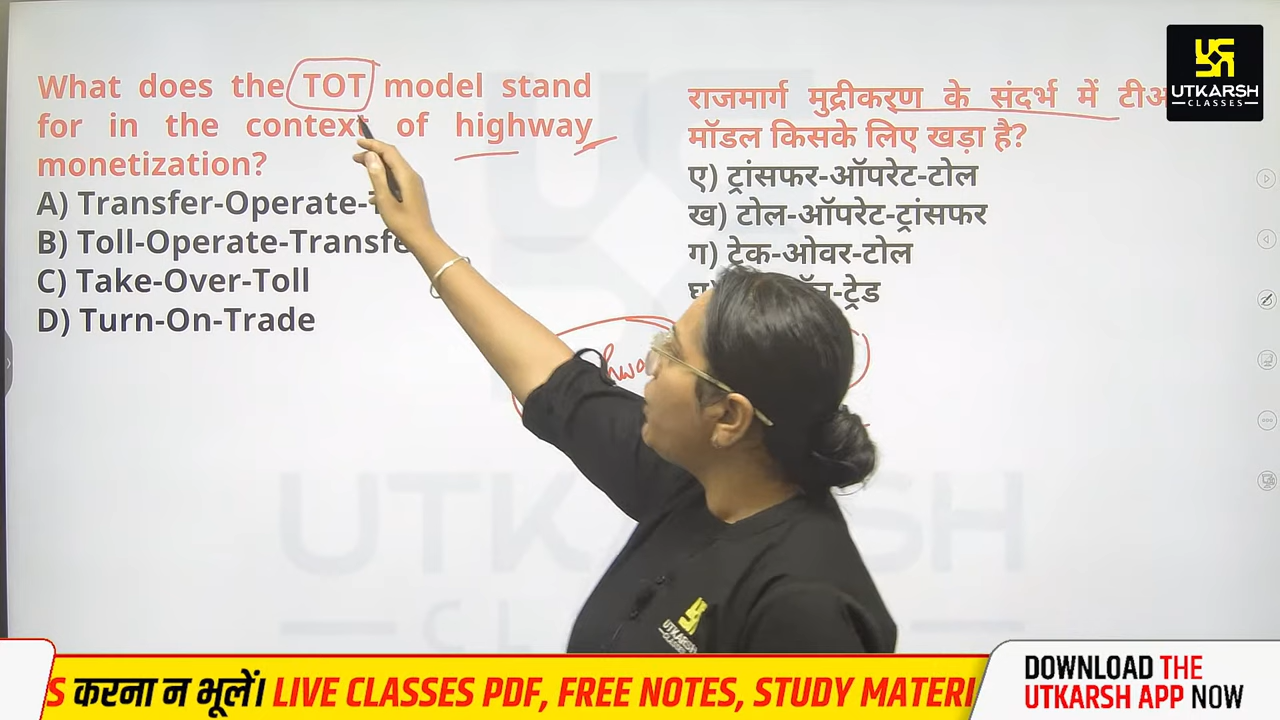 What does the TOT model stand
for in the context of highway
monetization?
A) Transfer-Operate-
B) Toll-Operate-Transfe
C) Take-Over-Toll
D) Turn-On-Trade
राजमार्ग मुद्रीकरण के संदर्भ में
मॉडल किसके लिए खड़ा है?
ए) ट्रांसफर-ऑपरेट-टोल
ख) टोल-ऑपरेट-ट्रांसफर
ग) टेक-ओवर-टोल
-ट्रेड
UTKARSH
CLASSES
UTKARSH
CLASSES
करना न भूलें। LIVE CLASSES PDF, FREE NOTES, STUDY MATERI
DOWNLOAD THE
UTKARSH APP NOW